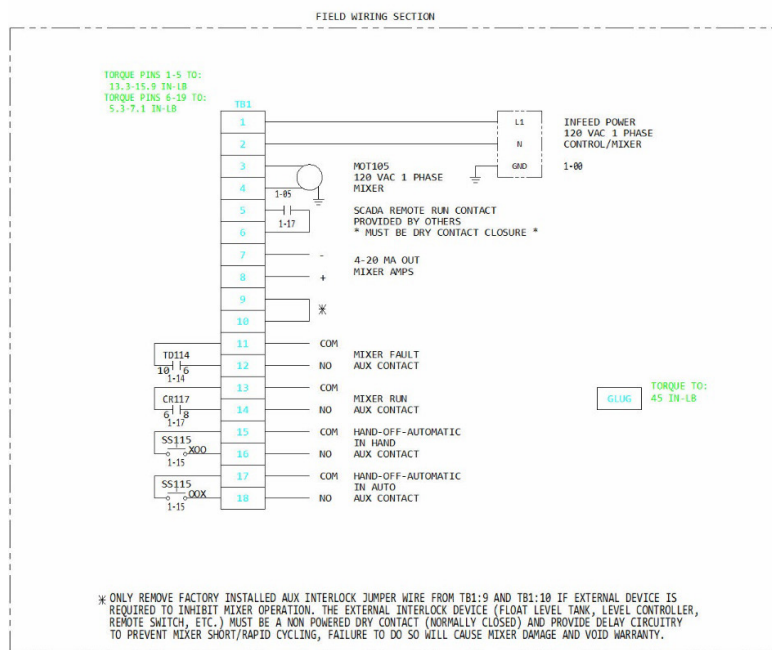 FIELD WIRING SECTION
TORQUE PINS 1-5 TO:
13.3-15.9 IN-LB
TORQUE PINS 6-19 TO:
5.3-7.1 IN-LB
TB1
1
2
3
4
5
6
7
8
9
10
11
12
13
14
15
16
17
18
L1
N
GND
INFEED POWER
120 VAC 1 PHASE
CONTROL/MIXER
1-00
MOT105
120 VAC 1 PHASE
MIXER
1-05
1-17
SCADA REMOTE RUN CONTACT
PROVIDED BY OTHERS
* MUST BE DRY CONTACT CLOSURE *
-
+
4-20 MA OUT
MIXER AMPS
*
TD114
10 6
1-14
COM
NO
MIXER FAULT
AUX CONTACT
CR117
6 8
1-17
COM
NO
MIXER RUN
AUX CONTACT
SS115
XOO
1-15
COM
NO
HAND-OFF-AUTOMATIC
IN HAND
AUX CONTACT
SS115
OOX
1-15
COM
NO
HAND-OFF-AUTOMATIC
IN AUTO
AUX CONTACT
GLUG
TORQUE TO:
45 IN-LB
* ONLY REMOVE FACTORY INSTALLED AUX INTERLOCK JUMPER WIRE FROM TB1:9 AND TB1:10 IF EXTERNAL DEVICE IS
REQUIRED TO INHIBIT MIXER OPERATION. THE EXTERNAL INTERLOCK DEVICE (FLOAT LEVEL TANK, LEVEL CONTROLLER,
REMOTE SWITCH, ETC.) MUST BE A NON POWERED DRY CONTACT (NORMALLY CLOSED) AND PROVIDE DELAY CIRCUITRY
TO PREVENT MIXER SHORT/RAPID CYCLING, FAILURE TO DO SO WILL CAUSE MIXER DAMAGE AND VOID WARRANTY.